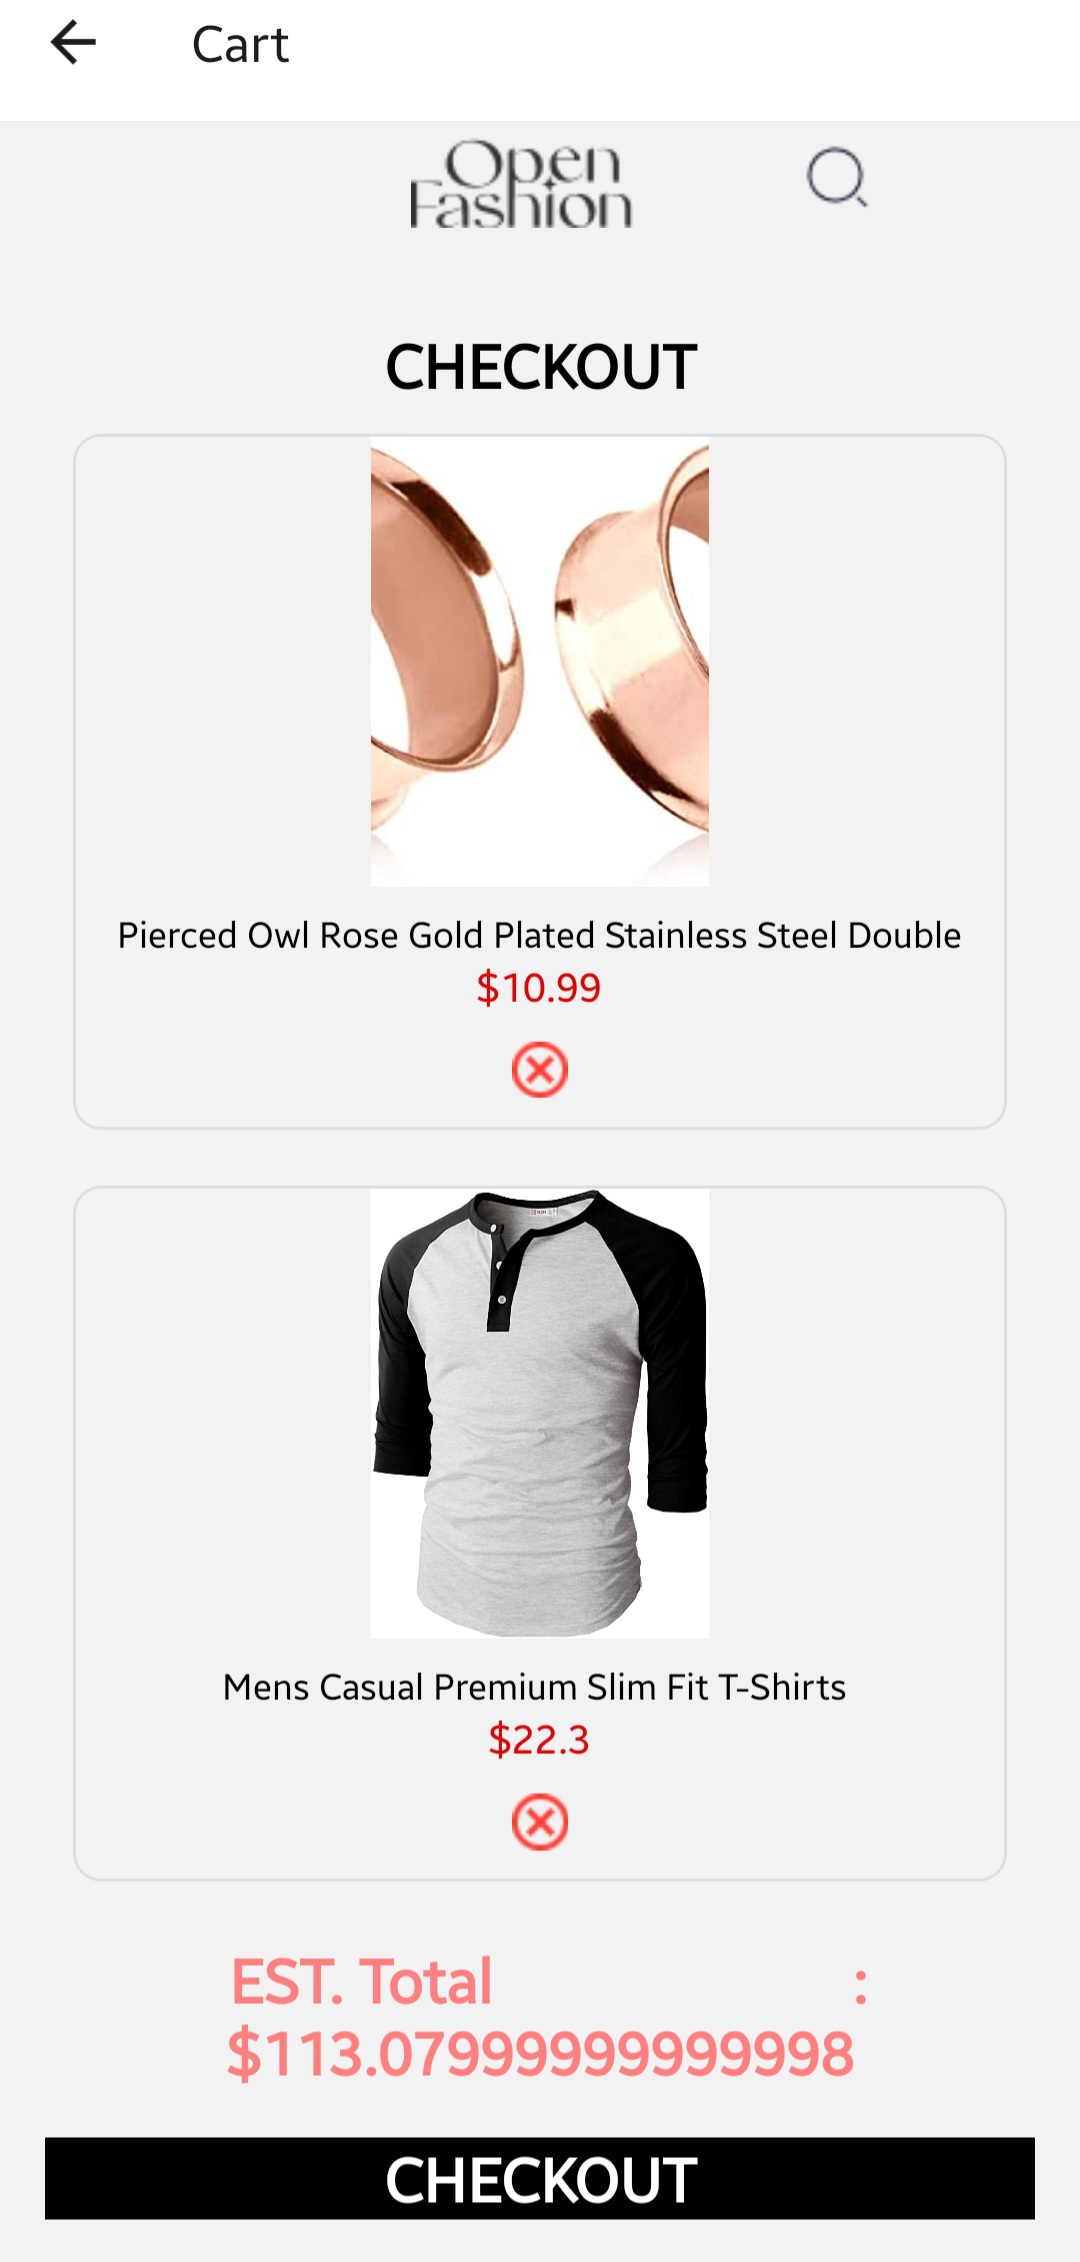 Cart
Open
Fashion
CHECKOUT
Pierced Owl Rose Gold Plated Stainless Steel Double
$10.99
Mens Casual Premium Slim Fit T-Shirts
$22.3
EST. Total :
$113.07999999999998
CHECKOUT